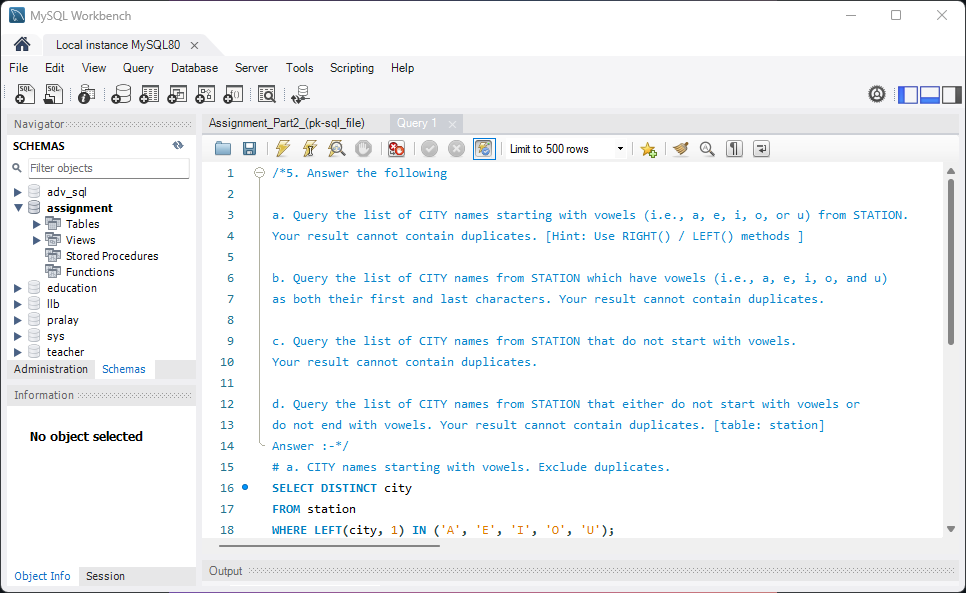 MySQL Workbench
Local instance MySQL80
File Edit View Query Database Server Tools Scripting Help
Navigator
SCHEMAS
Filter objects
adv_sql
assignment
Tables
Views
Stored Procedures
Functions
education
llb
pralay
sys
teacher
Administration Schemas
Information
No object selected
Object Info Session
Assignment_Part2_(pk-sql_file) Query 1
Limit to 500 rows
1 /*5. Answer the following
2
3 a. Query the list of CITY names starting with vowels (i.e., a, e, i, o, or u) from STATION.
4 Your result cannot contain duplicates. [Hint: Use RIGHT() / LEFT() methods ]
5
6 b. Query the list of CITY names from STATION which have vowels (i.e., a, e, i, o, and u)
7 as both their first and last characters. Your result cannot contain duplicates.
8
9 c. Query the list of CITY names from STATION that do not start with vowels.
10 Your result cannot contain duplicates.
11
12 d. Query the list of CITY names from STATION that either do not start with vowels or
13 do not end with vowels. Your result cannot contain duplicates. [table: station]
14 Answer :-*/
15 # a. CITY names starting with vowels. Exclude duplicates.
16 SELECT DISTINCT city
17 FROM station
18 WHERE LEFT(city, 1) IN ('A', 'E', 'I', 'O', 'U');
Output